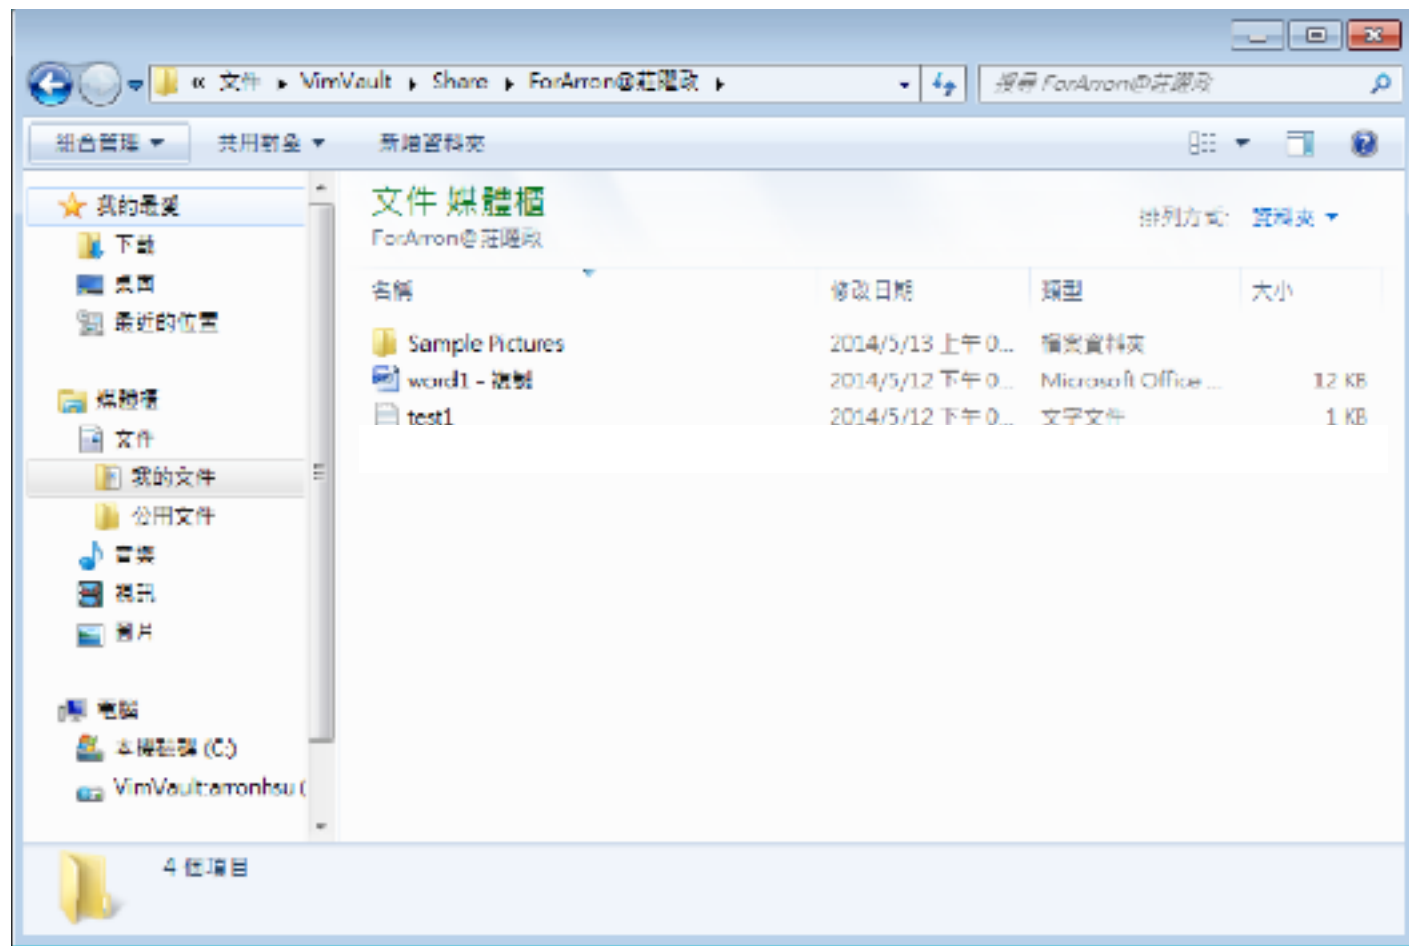 « 文件 ▸ VimVault ▸ Share ▸ ForArron@莊曜政 ▸
搜尋 ForArron@莊曜政
組合管理 ▼ 共用對象 ▼ 新增資料夾
我的最愛
下載
桌面
最近的位置
媒體櫃
文件
我的文件
公用文件
音樂
視訊
圖片
電腦
本機磁碟 (C:)
VimVault:arronhsu (
文件 媒體櫃
ForArron@莊曜政
排列方式: 資料夾 ▼
名稱 修改日期 類型 大小
Sample Pictures 2014/5/13 上午 0... 檔案資料夾
word1 - 複製 2014/5/12 下午 0... Microsoft Office ... 12 KB
test1 2014/5/12 下午 0... 文字文件 1 KB
4 個項目